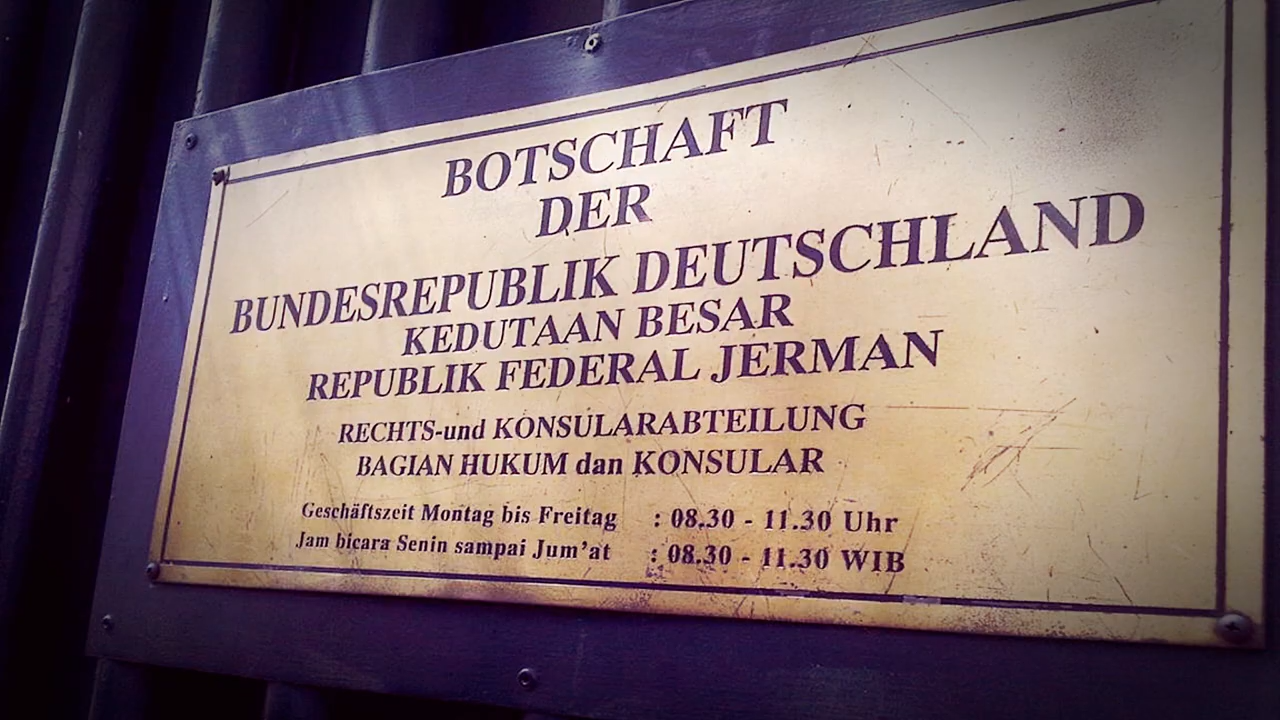 BOTSCHAFT
DER
BUNDESREPUBLIK DEUTSCHLAND
KEDUTAAN BESAR
REPUBLIK FEDERAL JERMAN
RECHTS-und KONSULARABTEILUNG
BAGIAN HUKUM dan KONSULAR
Geschäftszeit Montag bis Freitag : 08.30 - 11.30 Uhr
Jam bicara Senin sampai Jum'at : 08.30 - 11.30 WIB